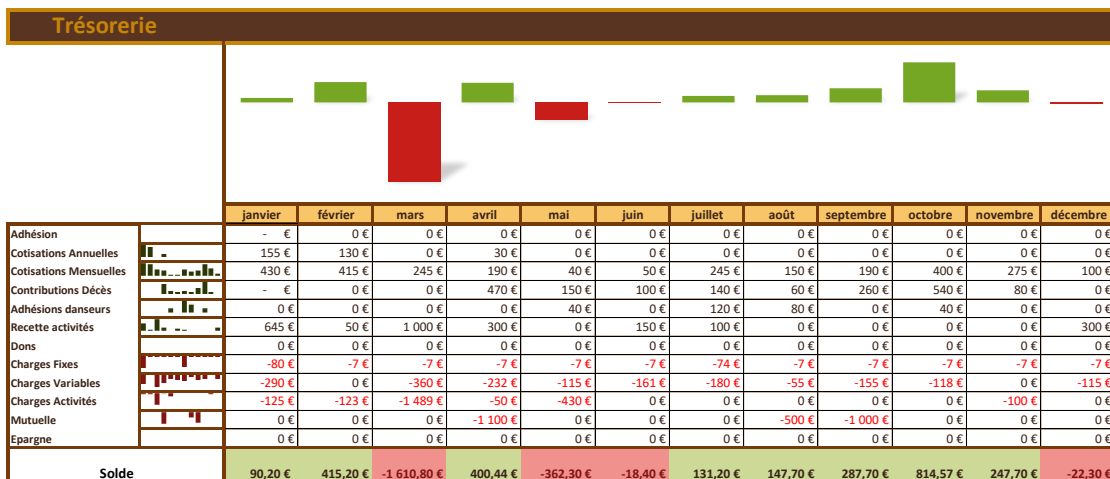 Trésorerie
janvier février mars avril mai juin juillet août septembre octobre novembre décembre
Adhésion - € 0 € 0 € 0 € 0 € 0 € 0 € 0 € 0 € 0 € 0 € 0 €
Cotisations Annuelles 155 € 130 € 0 € 30 € 0 € 0 € 0 € 0 € 0 € 0 € 0 € 0 €
Cotisations Mensuelles 430 € 415 € 245 € 190 € 40 € 50 € 245 € 150 € 190 € 400 € 275 € 100 €
Contributions Décès - € 0 € 0 € 470 € 150 € 100 € 140 € 60 € 260 € 540 € 80 € 0 €
Adhésions danseurs 0 € 0 € 0 € 0 € 40 € 0 € 120 € 80 € 0 € 40 € 0 € 0 €
Recette activités 645 € 50 € 1 000 € 300 € 0 € 150 € 100 € 0 € 0 € 0 € 0 € 300 €
Dons 0 € 0 € 0 € 0 € 0 € 0 € 0 € 0 € 0 € 0 € 0 € 0 €
Charges Fixes -80 € -7 € -7 € -7 € -7 € -7 € -74 € -7 € -7 € -7 € -7 € -7 €
Charges Variables -290 € 0 € -360 € -232 € -115 € -161 € -180 € -55 € -155 € -118 € 0 € -115 €
Charges Activités -125 € -123 € -1 489 € -50 € -430 € 0 € 0 € 0 € 0 € 0 € -100 € 0 €
Mutuelle 0 € 0 € 0 € -1 100 € 0 € 0 € 0 € -500 € -1 000 € 0 € 0 € 0 €
Epargne 0 € 0 € 0 € 0 € 0 € 0 € 0 € 0 € 0 € 0 € 0 € 0 €
Solde 90,20 € 415,20 € -1 610,80 € 400,44 € -362,30 € -18,40 € 131,20 € 147,70 € 287,70 € 814,57 € 247,70 € -22,30 €